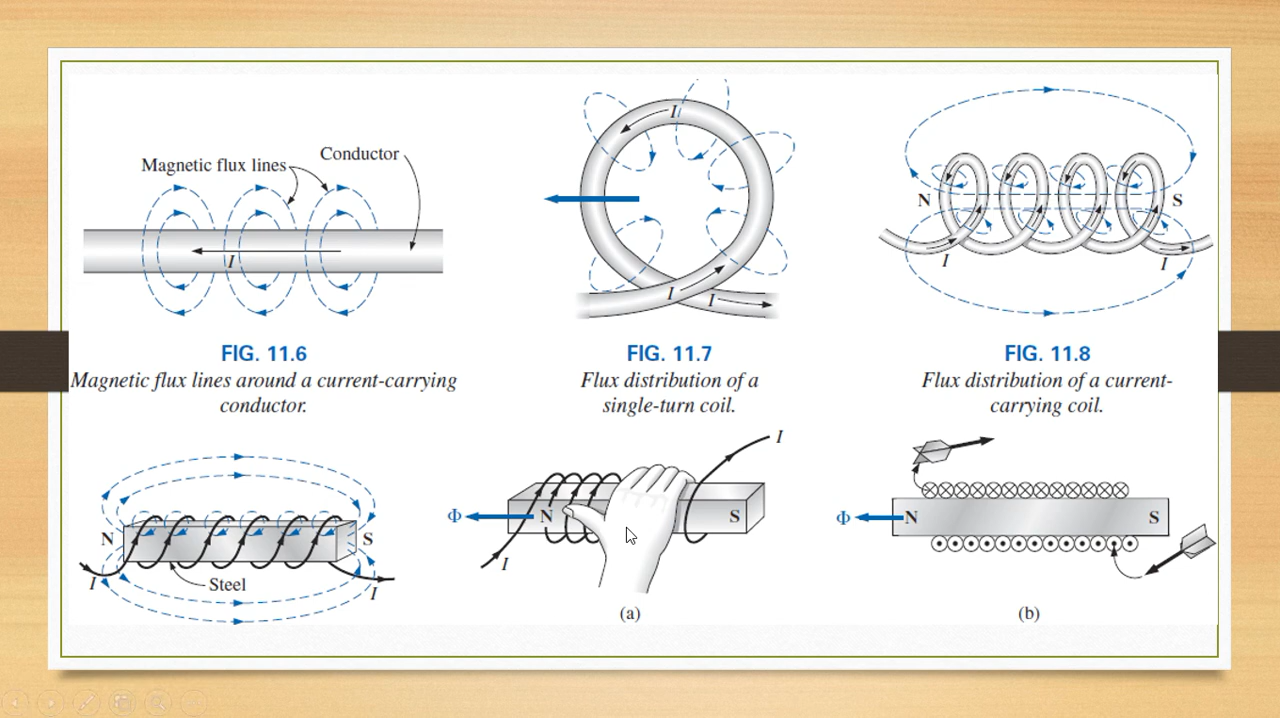 Magnetic flux lines
Conductor
I
FIG. 11.6
Magnetic flux lines around a current-carrying
conductor.
I
I
I
FIG. 11.7
Flux distribution of a
single-turn coil.
N
S
I
I
FIG. 11.8
Flux distribution of a current-
carrying coil.
N
S
I
Steel
I
I
Φ
N
S
I
(a)
Φ
N
S
(b)